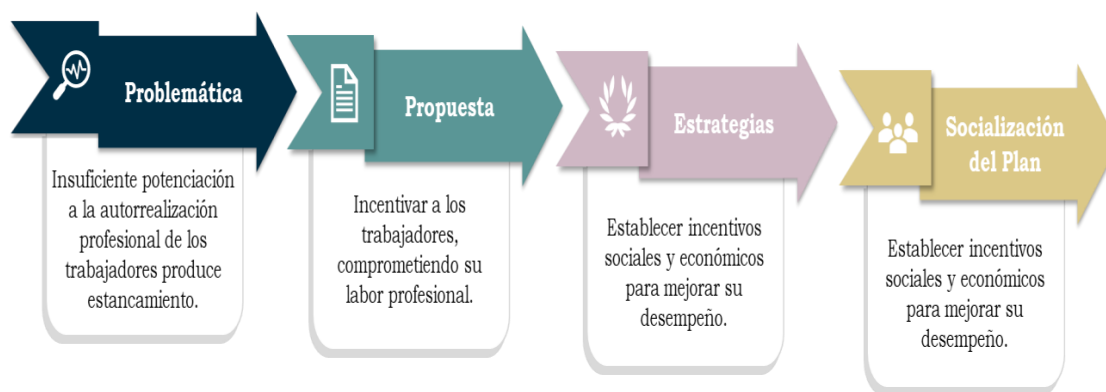 Problemática
Insuficiente potenciación
a la autorrealización
profesional de los
trabajadores produce
estancamiento.
Propuesta
Incentivar a los
trabajadores,
comprometiendo su
labor profesional.
Estrategias
Establecer incentivos
sociales y económicos
para mejorar su
desempeño.
Socialización
del Plan
Establecer incentivos
sociales y económicos
para mejorar su
desempeño.